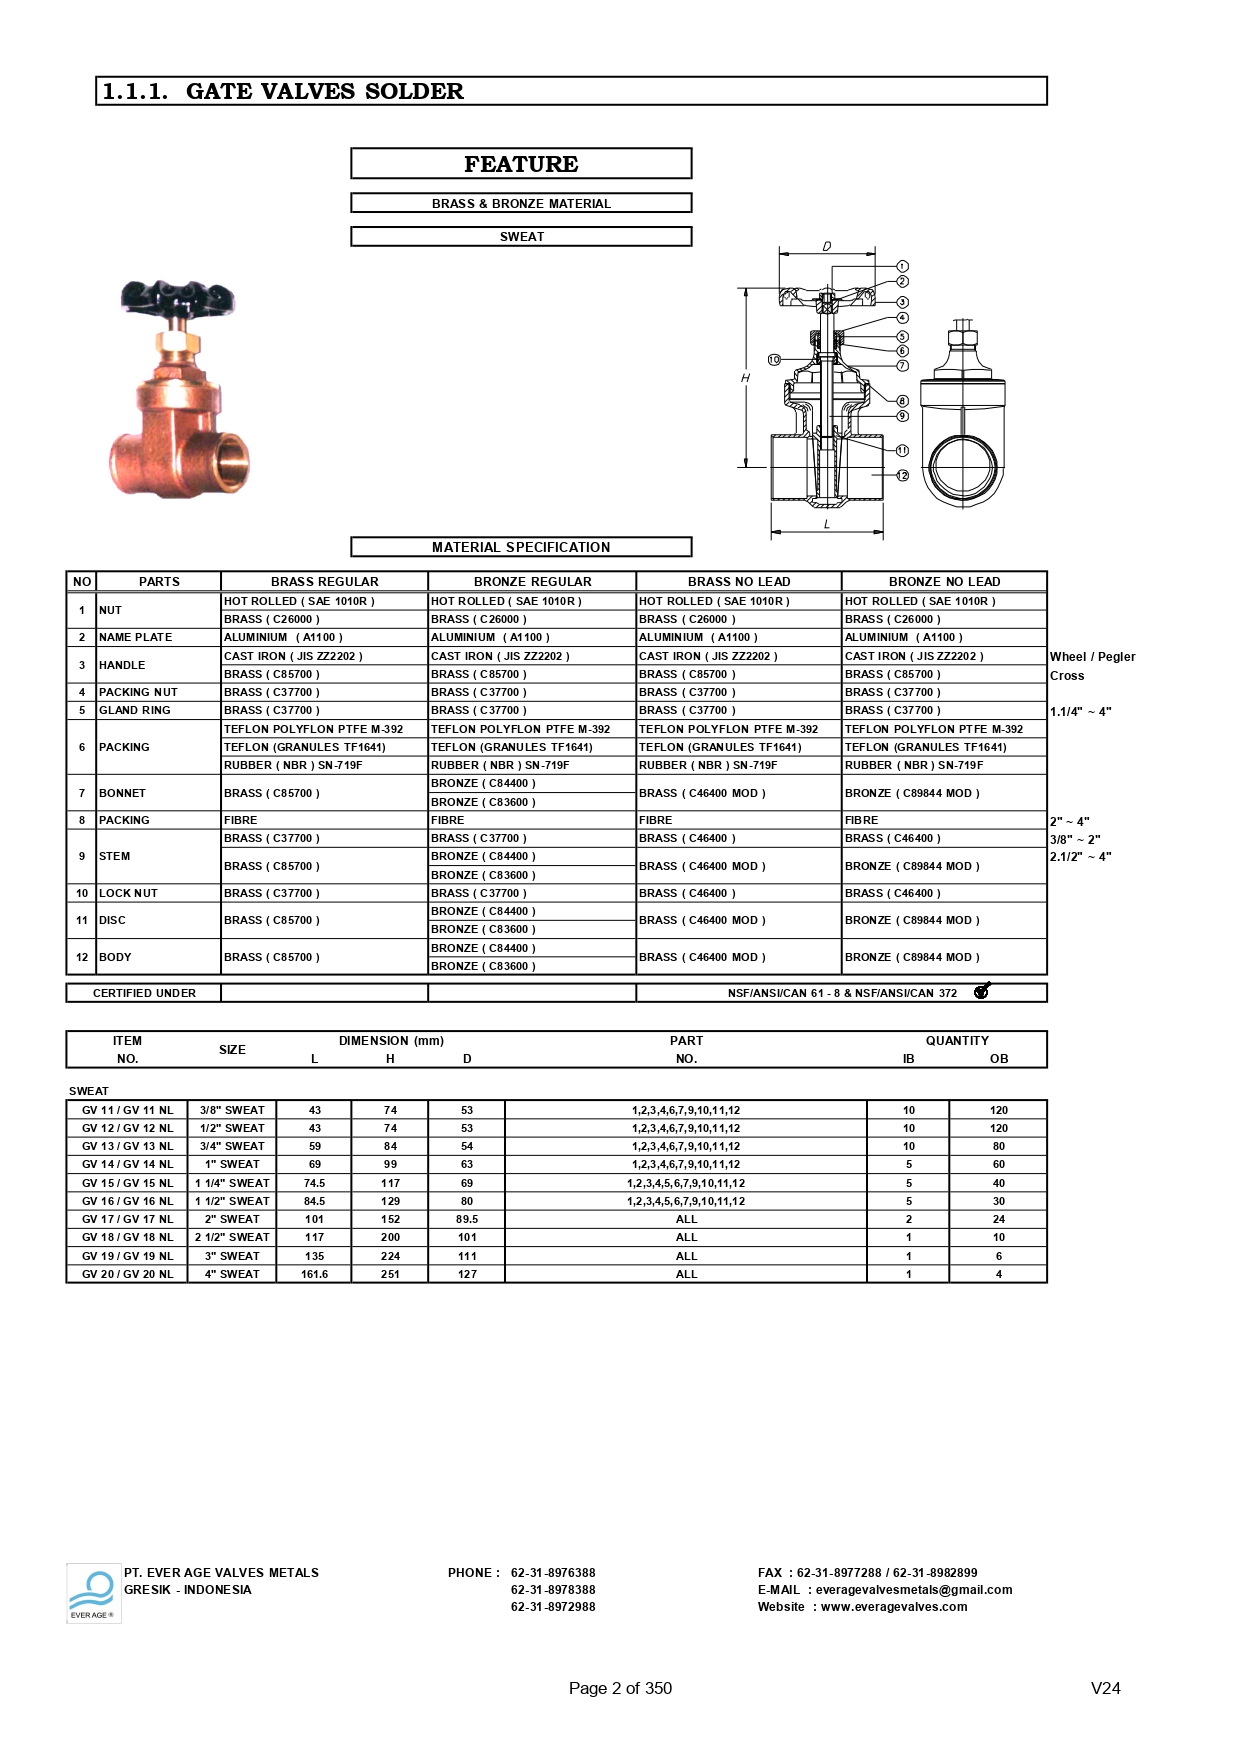 1.1.1. GATE VALVES SOLDER
FEATURE
BRASS & BRONZE MATERIAL
SWEAT
D
1
2
3
4
5
6
10
7
H
8
9
11
12
L
MATERIAL SPECIFICATION
NO PARTS BRASS REGULAR BRONZE REGULAR BRASS NO LEAD BRONZE NO LEAD
1 NUT HOT ROLLED ( SAE 1010R ) HOT ROLLED ( SAE 1010R ) HOT ROLLED ( SAE 1010R ) HOT ROLLED ( SAE 1010R )
BRASS ( C26000 ) BRASS ( C26000 ) BRASS ( C26000 ) BRASS ( C26000 )
2 NAME PLATE ALUMINIUM ( A1100 ) ALUMINIUM ( A1100 ) ALUMINIUM ( A1100 ) ALUMINIUM ( A1100 )
3 HANDLE CAST IRON ( JIS ZZ2202 ) CAST IRON ( JIS ZZ2202 ) CAST IRON ( JIS ZZ2202 ) CAST IRON ( JIS ZZ2202 ) Wheel / Pegler
BRASS ( C85700 ) BRASS ( C85700 ) BRASS ( C85700 ) BRASS ( C85700 ) Cross
4 PACKING NUT BRASS ( C37700 ) BRASS ( C37700 ) BRASS ( C37700 ) BRASS ( C37700 )
5 GLAND RING BRASS ( C37700 ) BRASS ( C37700 ) BRASS ( C37700 ) BRASS ( C37700 ) 1.1/4" ~ 4"
6 PACKING TEFLON POLYFLON PTFE M-392 TEFLON POLYFLON PTFE M-392 TEFLON POLYFLON PTFE M-392 TEFLON POLYFLON PTFE M-392
TEFLON (GRANULES TF1641) TEFLON (GRANULES TF1641) TEFLON (GRANULES TF1641) TEFLON (GRANULES TF1641)
RUBBER ( NBR ) SN-719F RUBBER ( NBR ) SN-719F RUBBER ( NBR ) SN-719F RUBBER ( NBR ) SN-719F
7 BONNET BRASS ( C85700 ) BRONZE ( C84400 ) BRASS ( C46400 MOD ) BRONZE ( C89844 MOD )
BRONZE ( C83600 )
8 PACKING FIBRE FIBRE FIBRE FIBRE 2" ~ 4"
9 STEM BRASS ( C37700 ) BRASS ( C37700 ) BRASS ( C46400 ) BRASS ( C46400 ) 3/8" ~ 2"
BRASS ( C85700 ) BRONZE ( C84400 ) BRASS ( C46400 MOD ) BRONZE ( C89844 MOD ) 2.1/2" ~ 4"
BRONZE ( C83600 )
10 LOCK NUT BRASS ( C37700 ) BRASS ( C37700 ) BRASS ( C46400 ) BRASS ( C46400 )
11 DISC BRASS ( C85700 ) BRONZE ( C84400 ) BRASS ( C46400 MOD ) BRONZE ( C89844 MOD )
BRONZE ( C83600 )
12 BODY BRASS ( C85700 ) BRONZE ( C84400 ) BRASS ( C46400 MOD ) BRONZE ( C89844 MOD )
BRONZE ( C83600 )
CERTIFIED UNDER NSF/ANSI/CAN 61 - 8 & NSF/ANSI/CAN 372
ITEM SIZE DIMENSION (mm) PART QUANTITY
NO. L H D NO. IB OB
SWEAT
GV 11 / GV 11 NL 3/8" SWEAT 43 74 53 1,2,3,4,6,7,9,10,11,12 10 120
GV 12 / GV 12 NL 1/2" SWEAT 43 74 53 1,2,3,4,6,7,9,10,11,12 10 120
GV 13 / GV 13 NL 3/4" SWEAT 59 84 54 1,2,3,4,6,7,9,10,11,12 10 80
GV 14 / GV 14 NL 1" SWEAT 69 99 63 1,2,3,4,6,7,9,10,11,12 5 60
GV 15 / GV 15 NL 1 1/4" SWEAT 74.5 117 69 1,2,3,4,5,6,7,9,10,11,12 5 40
GV 16 / GV 16 NL 1 1/2" SWEAT 84.5 129 80 1,2,3,4,5,6,7,9,10,11,12 5 30
GV 17 / GV 17 NL 2" SWEAT 101 152 89.5 ALL 2 24
GV 18 / GV 18 NL 2 1/2" SWEAT 117 200 101 ALL 1 10
GV 19 / GV 19 NL 3" SWEAT 135 224 111 ALL 1 6
GV 20 / GV 20 NL 4" SWEAT 161.6 251 127 ALL 1 4
PT. EVER AGE VALVES METALS PHONE : 62-31-8976388 FAX : 62-31-8977288 / 62-31-8982899
GRESIK - INDONESIA 62-31-8978388 E-MAIL : everagevalvesmetals@gmail.com
62-31-8972988 Website : www.everagevalves.com
EVER AGE ®
Page 2 of 350 V24